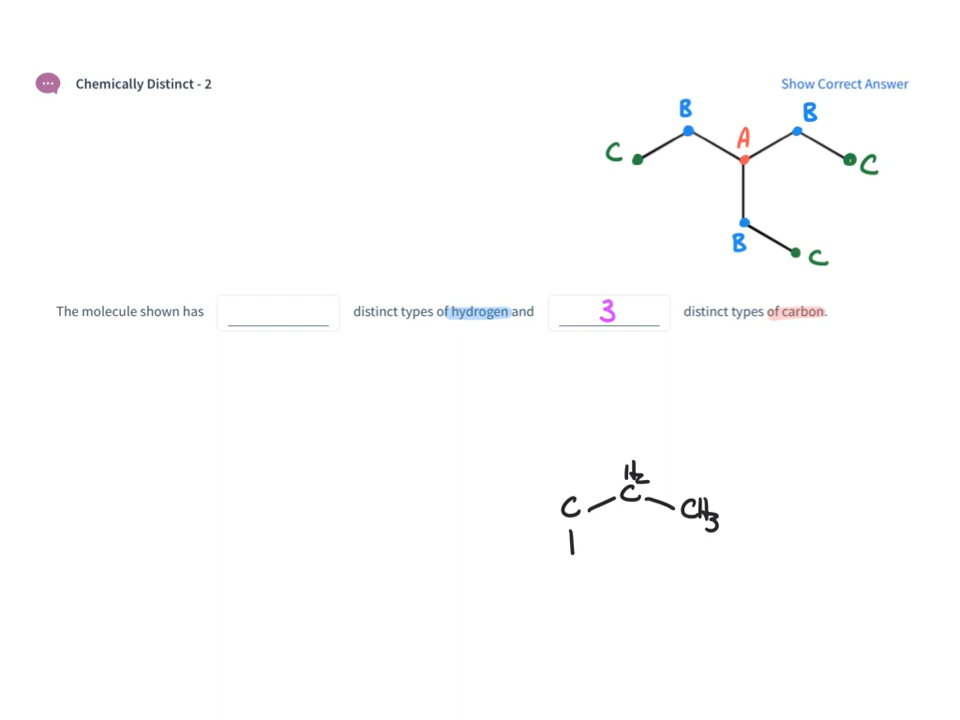 Chemically Distinct - 2
Show Correct Answer
B
B
A
C
C
B
C
The molecule shown has distinct types of hydrogen and 3 distinct types of carbon.
H2
C
C
CH3